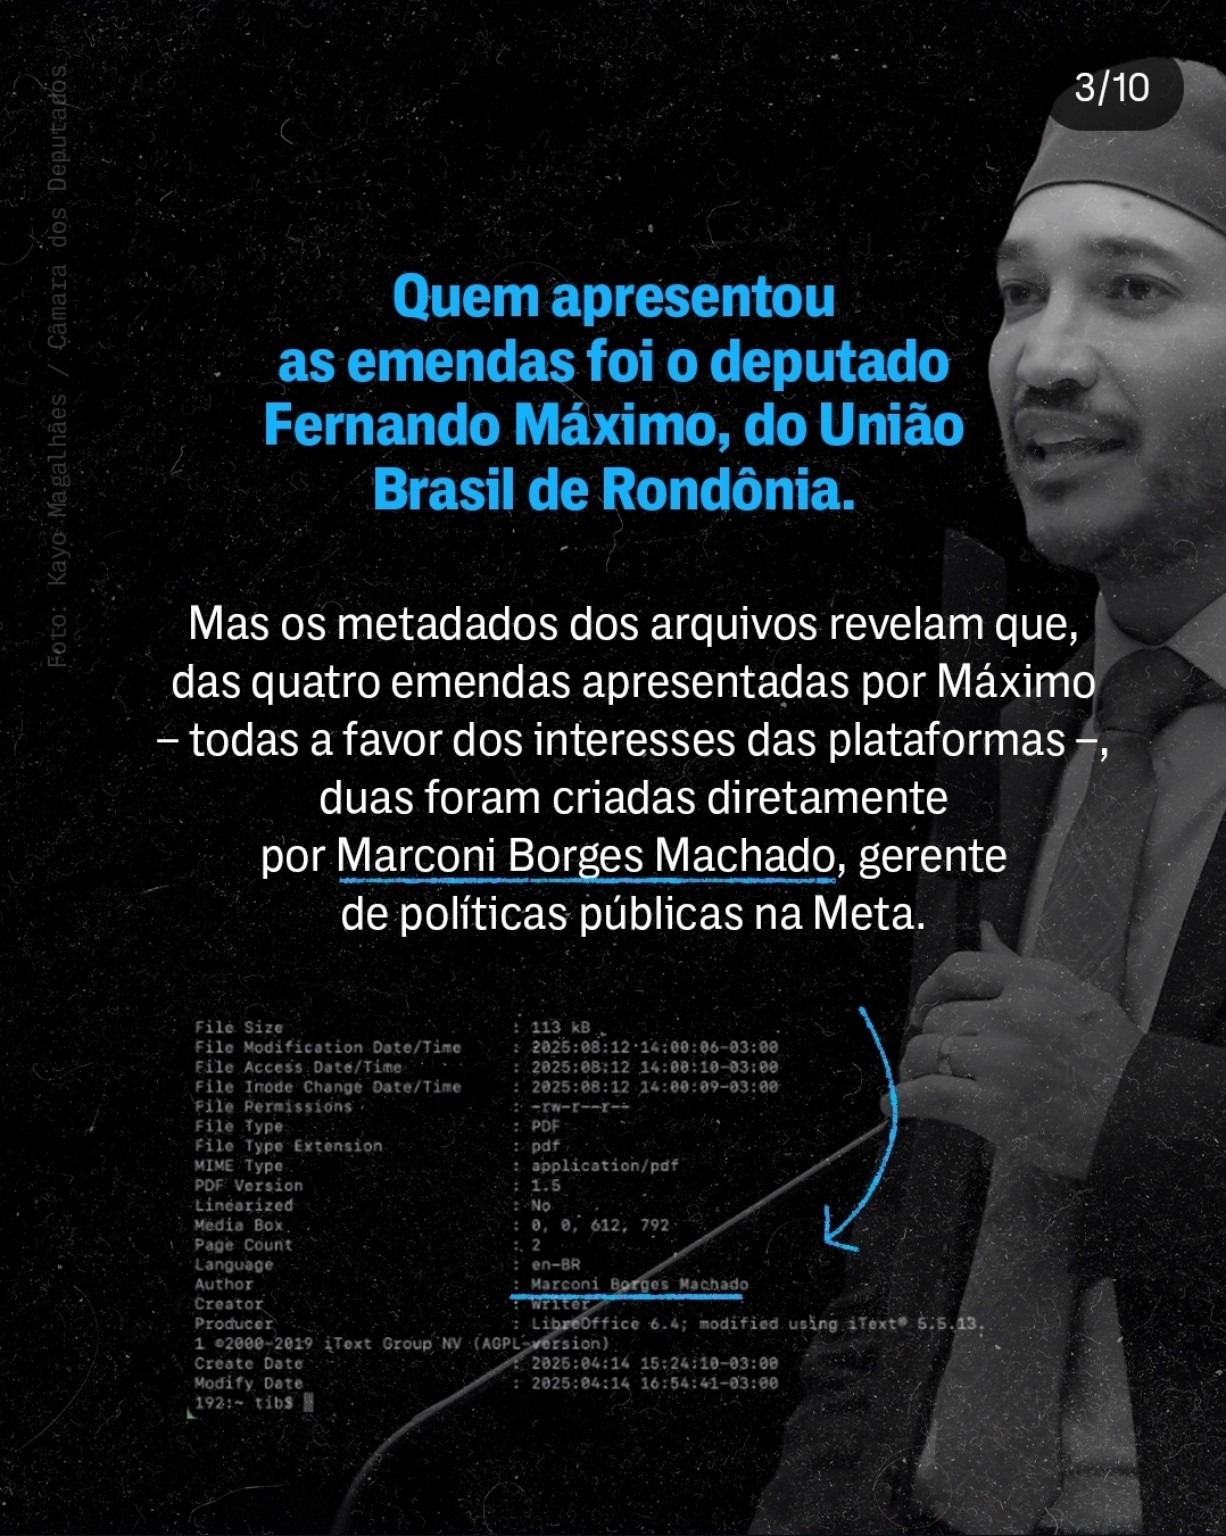 3/10
Foto: Kayo Magalhães / Câmara dos Deputados
Quem apresentou
as emendas foi o deputado
Fernando Máximo, do União
Brasil de Rondônia.
Mas os metadados dos arquivos revelam que,
das quatro emendas apresentadas por Máximo
– todas a favor dos interesses das plataformas –,
duas foram criadas diretamente
por Marconi Borges Machado, gerente
de políticas públicas na Meta.
File Size : 113 kB
File Modification Date/Time : 2025:08:12 14:00:06-03:00
File Access Date/Time : 2025:08:12 14:00:10-03:00
File Inode Change Date/Time : 2025:08:12 14:00:09-03:00
File Permissions : -rw-r--r--
File Type : PDF
File Type Extension : pdf
MIME Type : application/pdf
PDF Version : 1.5
Linearized : No
Media Box : 0, 0, 612, 792
Page Count : 2
Language : en-BR
Author : Marconi Borges Machado
Creator : Writer
Producer : LibreOffice 6.4; modified using iText® 5.5.13.
1 ©2000-2019 iText Group NV (AGPL-version)
Create Date : 2025:04:14 15:24:10-03:00
Modify Date : 2025:04:14 16:54:41-03:00
192:~ tib$